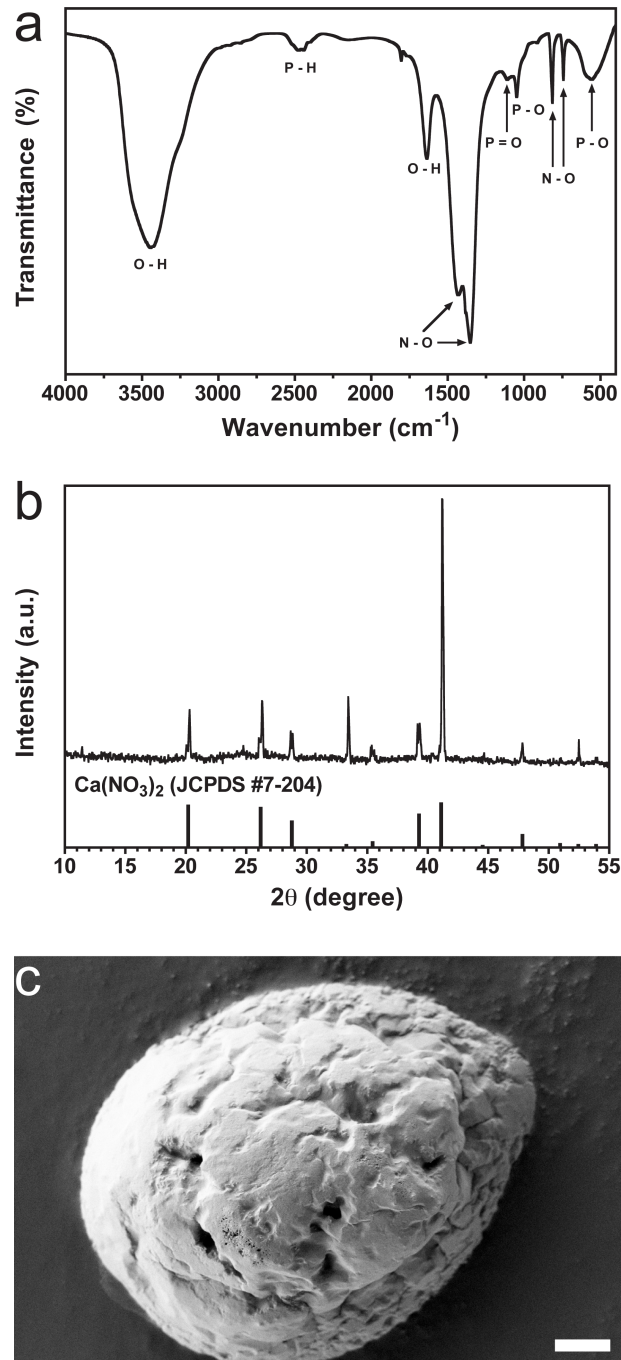 a
Transmittance (%)
P - H
O - H
O - H
N - O
P = O
P - O
N - O
P - O
4000 3500 3000 2500 2000 1500 1000 500
Wavenumber (cm-1)
b
Intensity (a.u.)
Ca(NO3)2 (JCPDS #7-204)
10 15 20 25 30 35 40 45 50 55
2θ (degree)
c